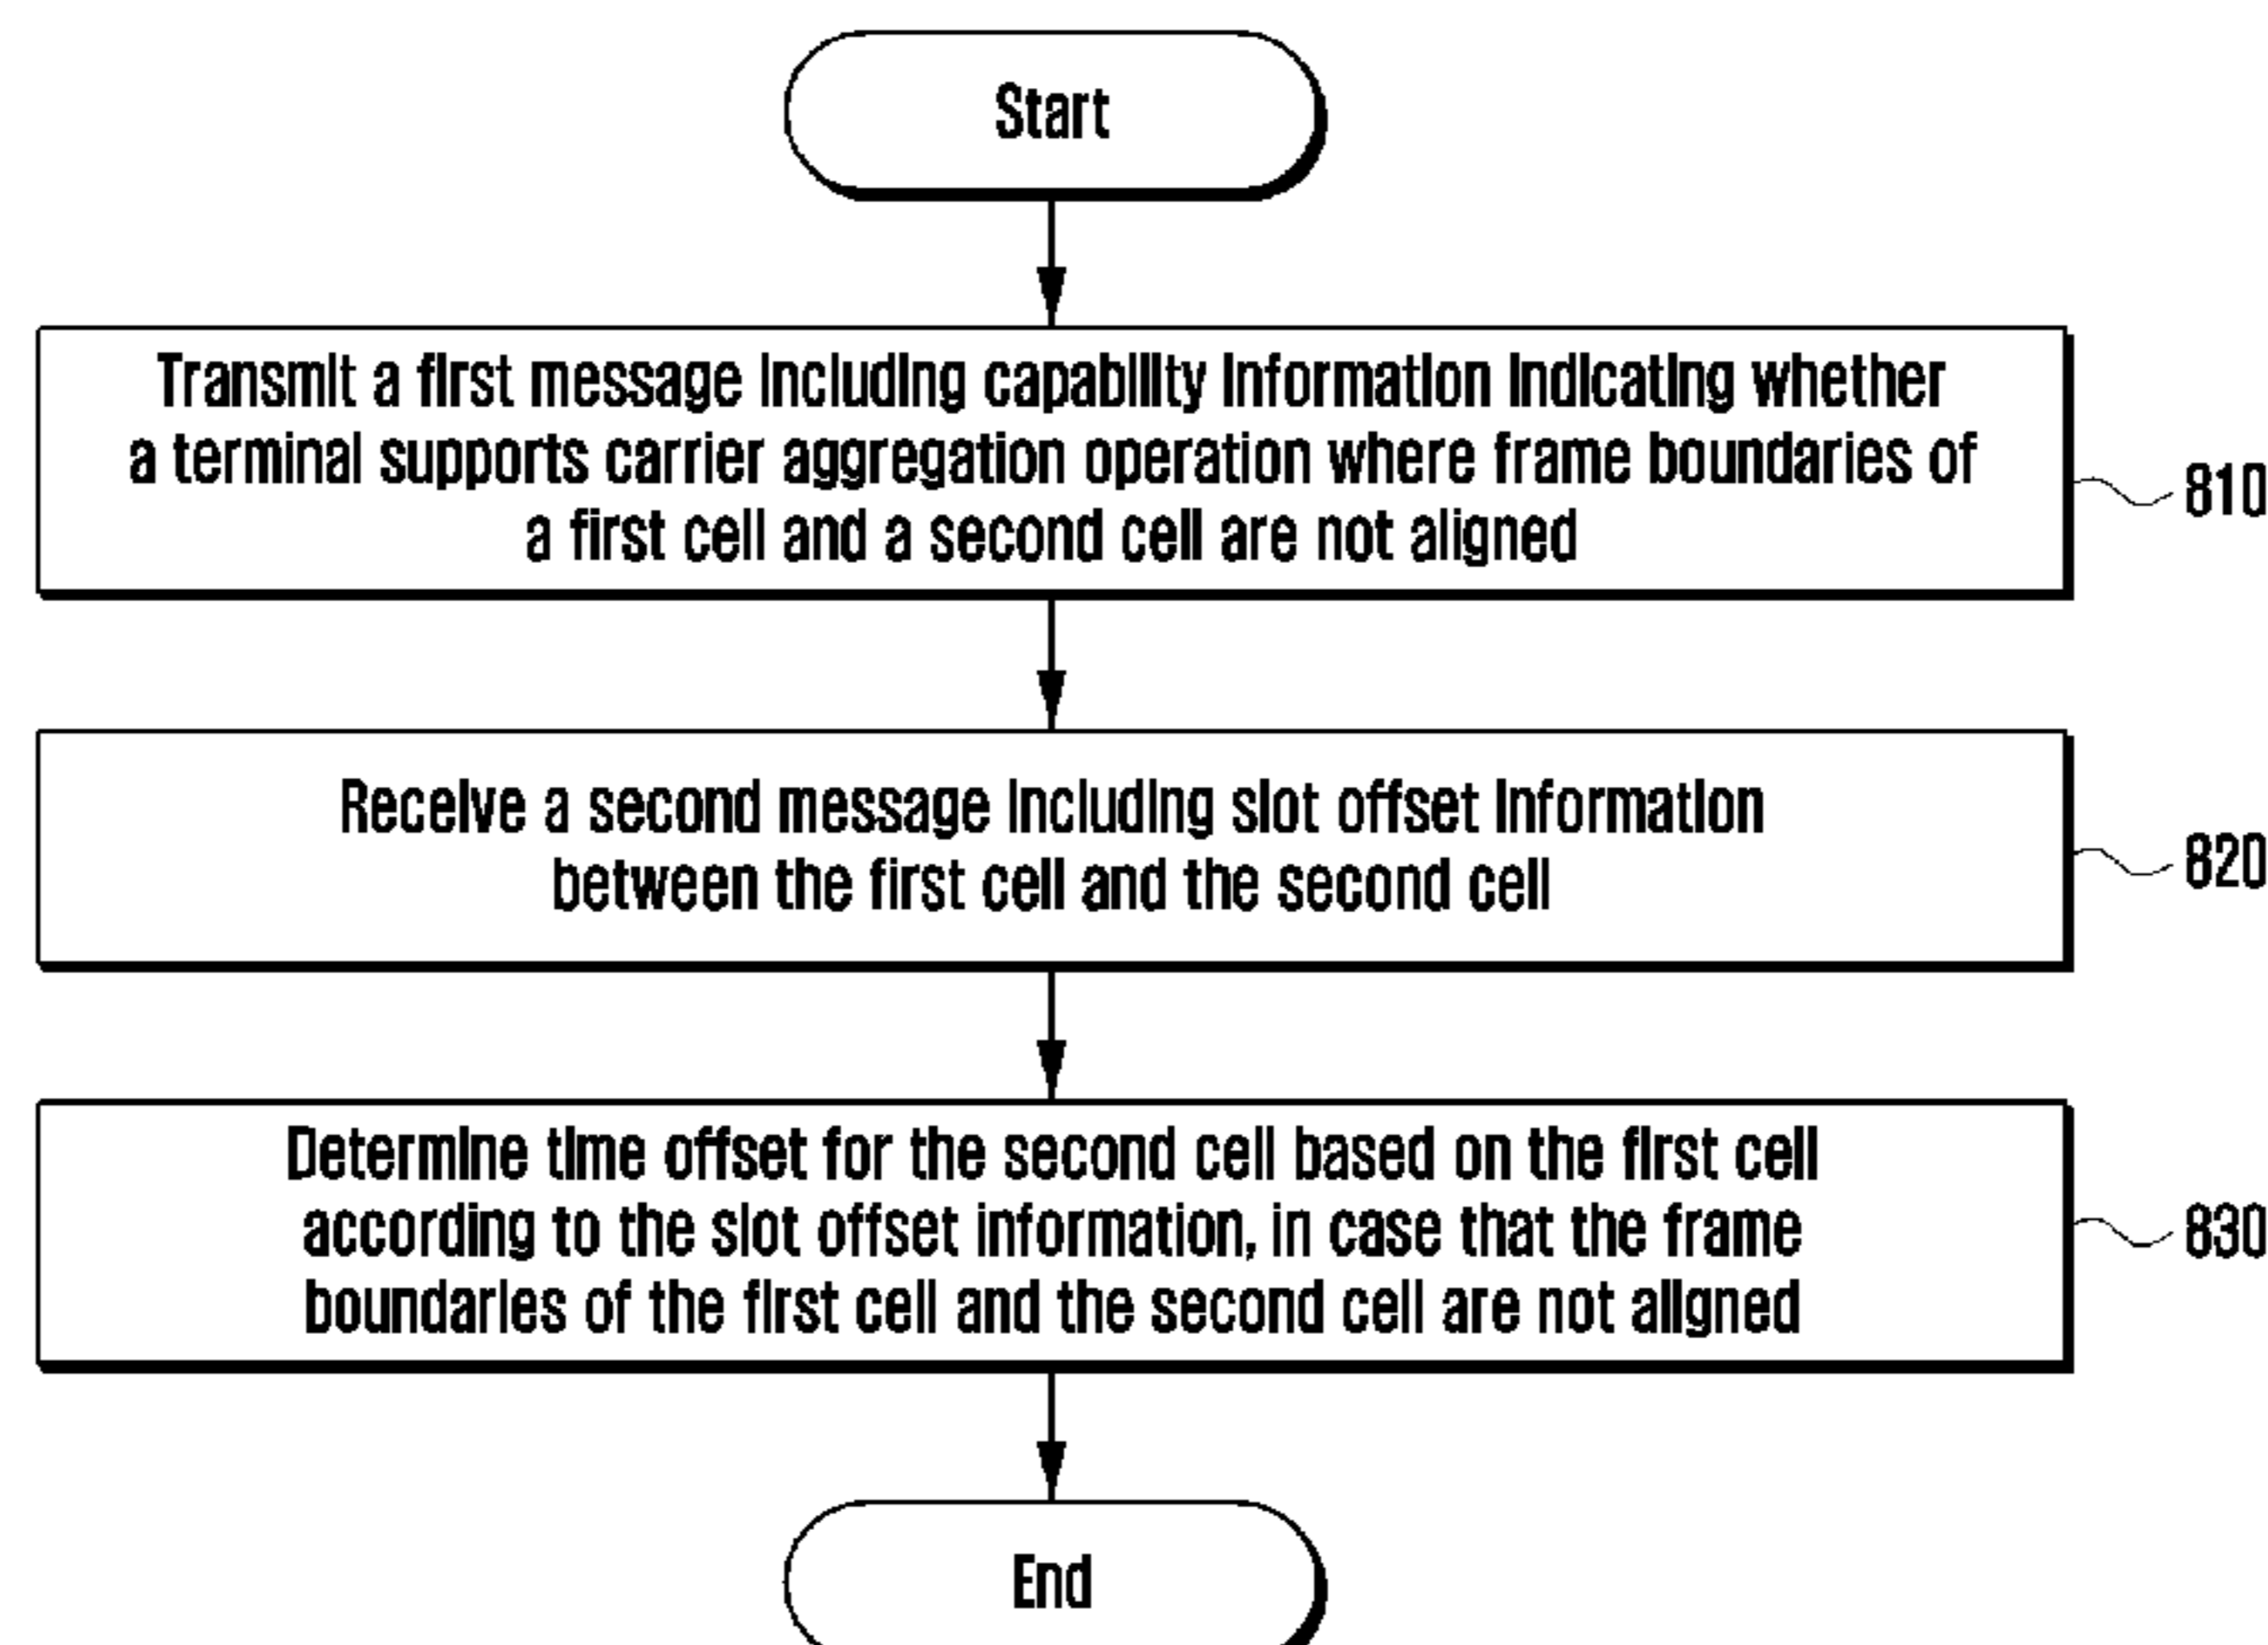 Start
Transmit a first message including capability information indicating whether
a terminal supports carrier aggregation operation where frame boundaries of
a first cell and a second cell are not aligned
810
Receive a second message including slot offset information
between the first cell and the second cell
820
Determine time offset for the second cell based on the first cell
according to the slot offset information, in case that the frame
boundaries of the first cell and the second cell are not aligned
830
End